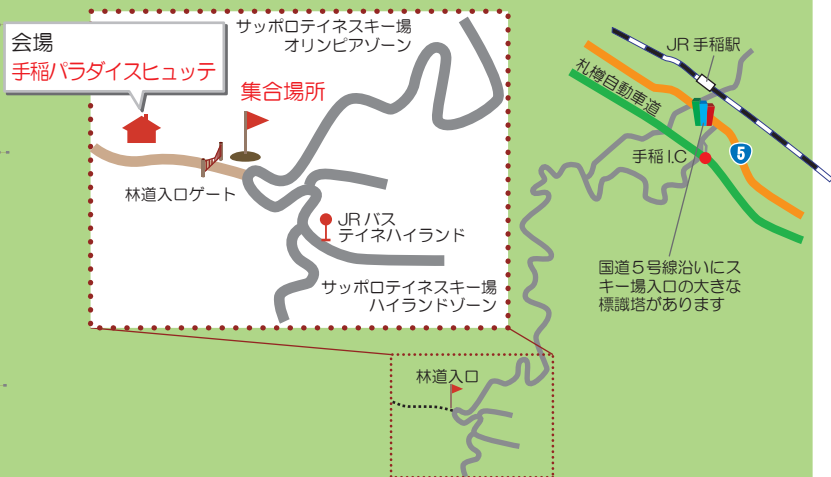 会場
手稲パラダイスヒュッテ
サッポロテイネスキー場
オリンピアゾーン
集合場所
林道入口ゲート
JRバス
テイネハイランド
サッポロテイネスキー場
ハイランドゾーン
JR手稲駅
札樽自動車道
手稲I.C
5
国道5号線沿いにス
キー場入口の大きな
標識塔があります
林道入口